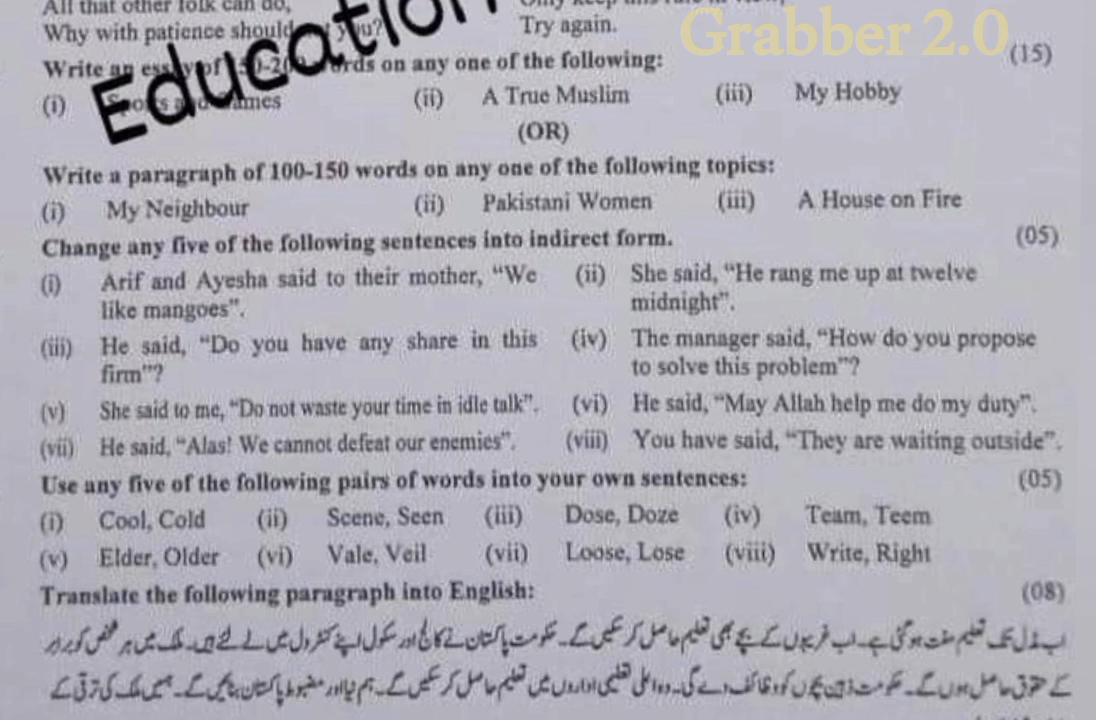 All that other folk can do,
Why with patience should you?
Try again.
Grabber 2.0
Education
Write an essay of words on any one of the following: (15)
(i) Sports and Games (ii) A True Muslim (iii) My Hobby
(OR)
Write a paragraph of 100-150 words on any one of the following topics:
(i) My Neighbour (ii) Pakistani Women (iii) A House on Fire
Change any five of the following sentences into indirect form. (05)
(i) Arif and Ayesha said to their mother, “We like mangoes”.
(ii) She said, “He rang me up at twelve midnight”.
(iii) He said, “Do you have any share in this firm”?
(iv) The manager said, “How do you propose to solve this problem”?
(v) She said to me, “Do not waste your time in idle talk”. (vi) He said, “May Allah help me do my duty”.
(vii) He said, “Alas! We cannot defeat our enemies”. (viii) You have said, “They are waiting outside”.
Use any five of the following pairs of words into your own sentences: (05)
(i) Cool, Cold (ii) Scene, Seen (iii) Dose, Doze (iv) Team, Teem
(v) Elder, Older (vi) Vale, Veil (vii) Loose, Lose (viii) Write, Right
Translate the following paragraph into English: (08)
اب مڈل تک تعلیم مفت ہو گئی ہے۔ اب غریبوں کے بچے بھی تعلیم حاصل کر سکیں گے۔ حکومت پاکستان نے کالج اور سکول اپنے کنٹرول میں لے لئے ہیں۔ ملک میں ہر شخص کو برابر
کے حقوق حاصل ہوں گے۔ حکومت ذہین بچوں کو وظائف دے گی۔ وہ اعلیٰ تعلیمی اداروں میں تعلیم حاصل کر سکیں گے۔ ہم نیا اور مضبوط پاکستان بنائیں گے۔ ہمیں ملک کی ترقی کے